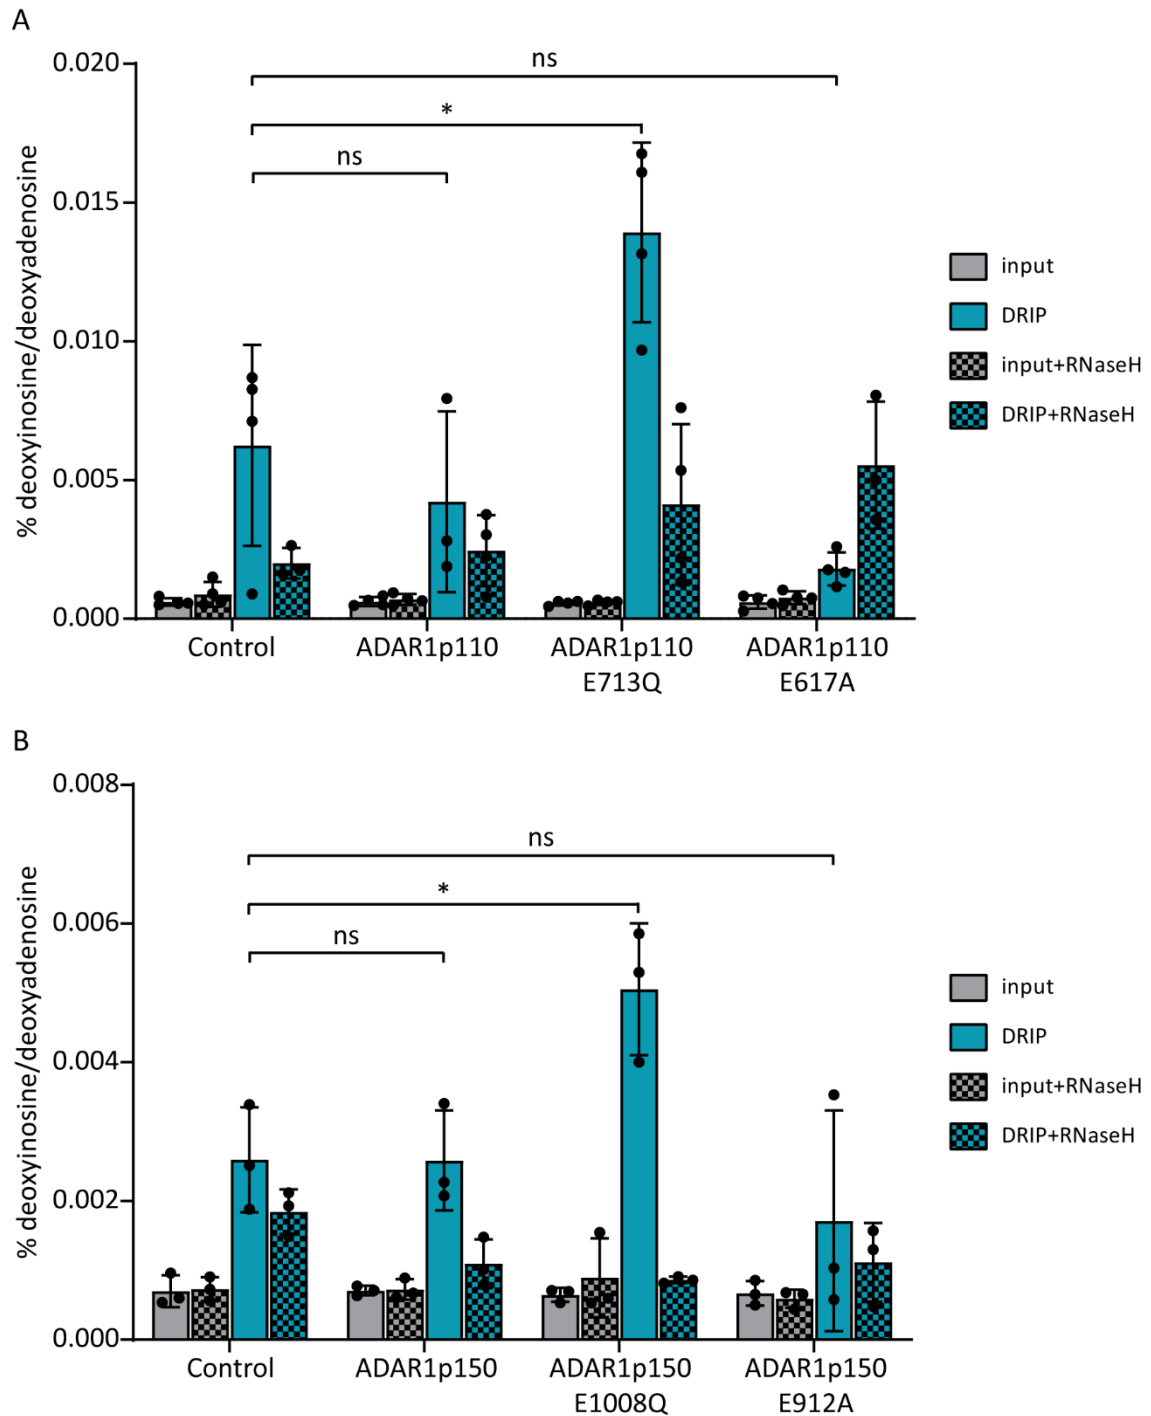 A
% deoxyinosine/deoxyadenosine
0.020
0.015
0.010
0.005
0.000
ns
*
ns
Control
ADAR1p110
ADAR1p110
E713Q
ADAR1p110
E617A
input
DRIP
input+RNaseH
DRIP+RNaseH
B
% deoxyinosine/deoxyadenosine
0.008
0.006
0.004
0.002
0.000
ns
*
ns
Control
ADAR1p150
ADAR1p150
E1008Q
ADAR1p150
E912A
input
DRIP
input+RNaseH
DRIP+RNaseH